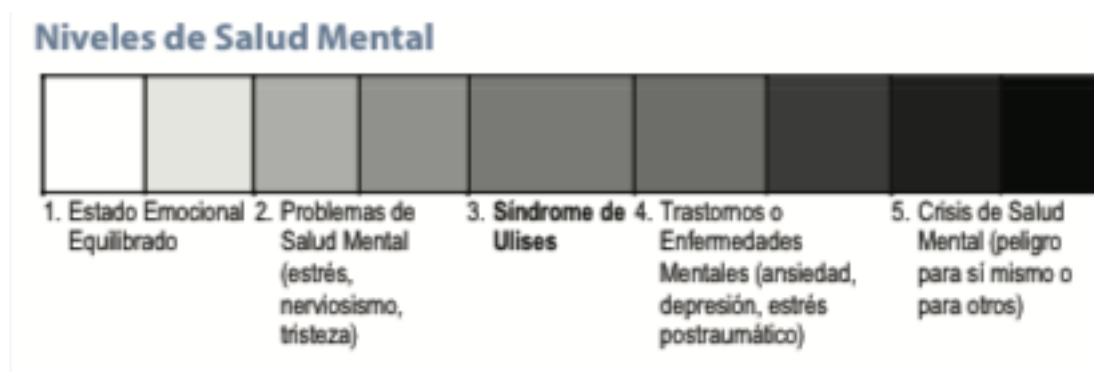 Niveles de Salud Mental
1. Estado Emocional
Equilibrado
2. Problemas de
Salud Mental
(estrés,
nerviosismo,
tristeza)
3. Síndrome de
Ulises
4. Trastornos o
Enfermedades
Mentales (ansiedad,
depresión, estrés
postraumático)
5. Crisis de Salud
Mental (peligro
para sí mismo o
para otros)